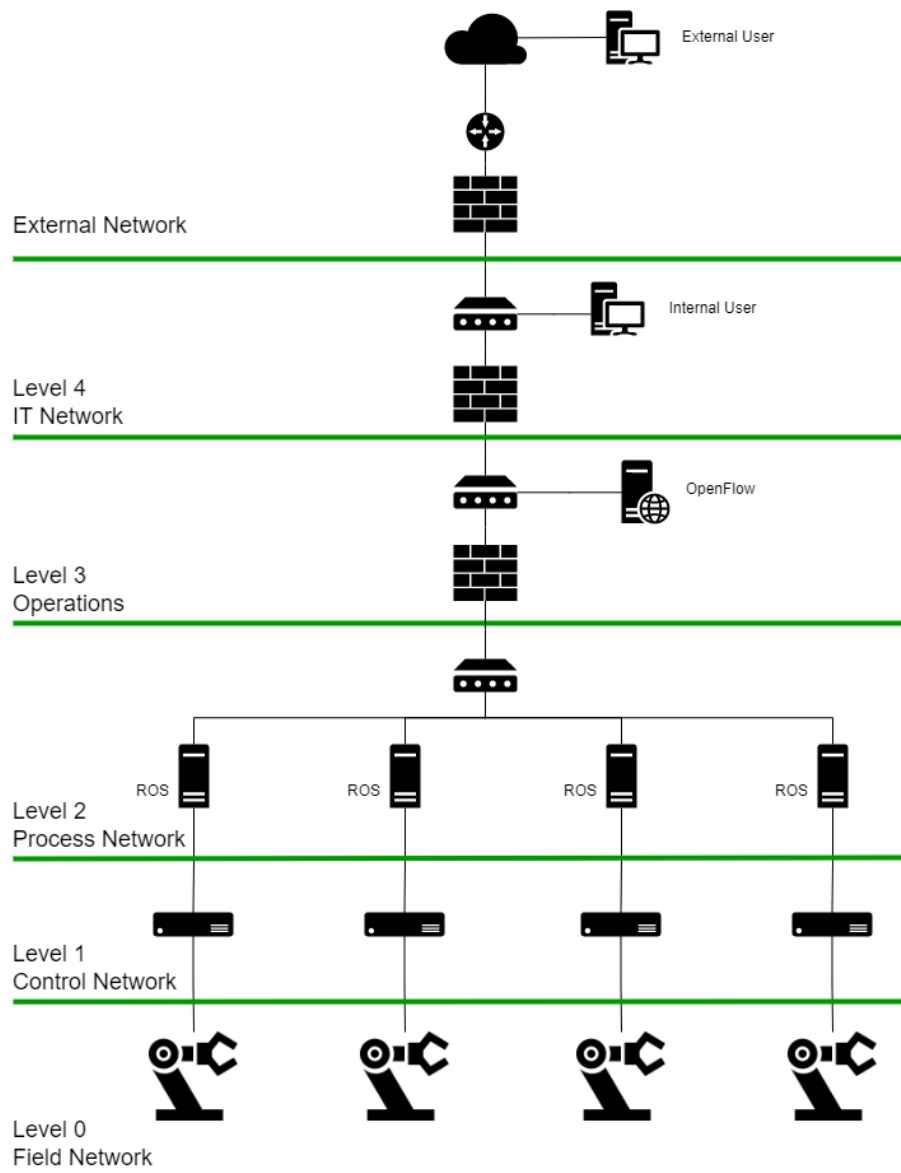 External User
External Network
Internal User
Level 4
IT Network
OpenFlow
Level 3
Operations
ROS
ROS
ROS
ROS
Level 2
Process Network
Level 1
Control Network
Level 0
Field Network